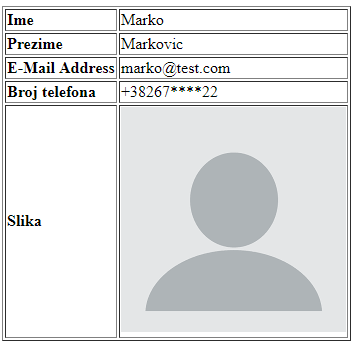 Ime Marko
Prezime Markovic
E-Mail Address marko@test.com
Broj telefona +38267****22
Slika